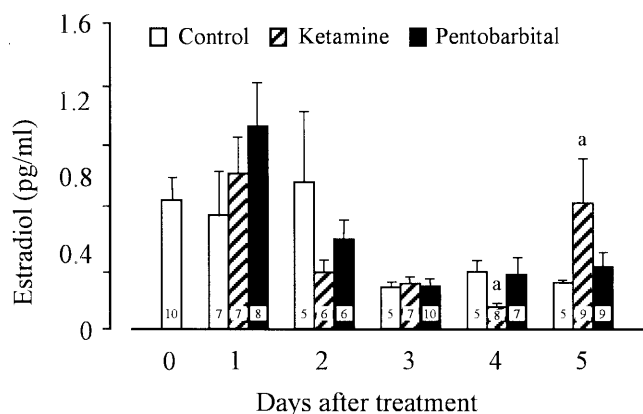 1.6
Control Ketamine Pentobarbital
1.2
a
0.8
Estradiol (pg/ml)
0.4
a
10 7 7 8 5 6 6 5 7 10 5 8 7 5 9 9
0
0 1 2 3 4 5
Days after treatment